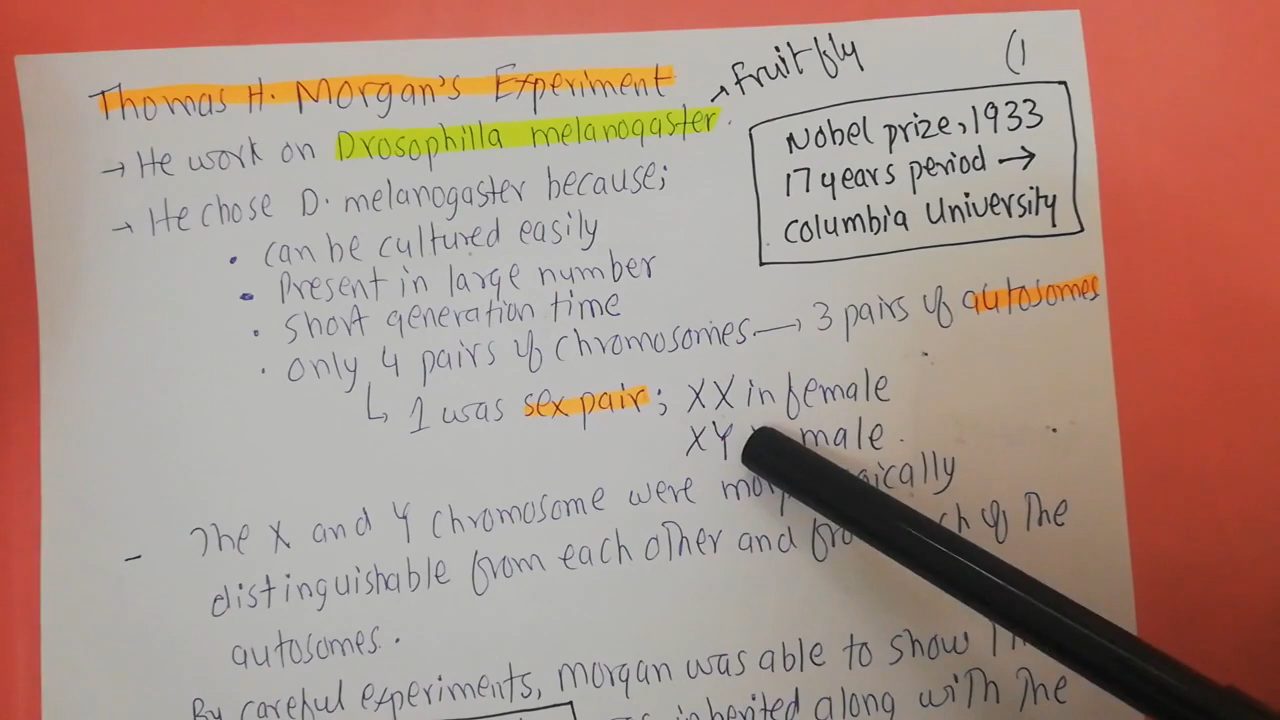 Thomas H. Morgan's Experiment
→ He work on Drosophilla melanogaster. → fruit fly
(1
Nobel prize, 1933
17 years period →
Columbia University
→ He chose D. melanogaster because;
• can be cultured easily
• Present in large number
• short generation time
• only 4 pairs of chromosomes → 3 pairs of autosomes
↳ 1 was sex pair; XX in female
XY male.
- The X and Y chromosome were
distinguishable from each other and of The
autosomes.
By careful experiments, Morgan was able to show
inherited along with The